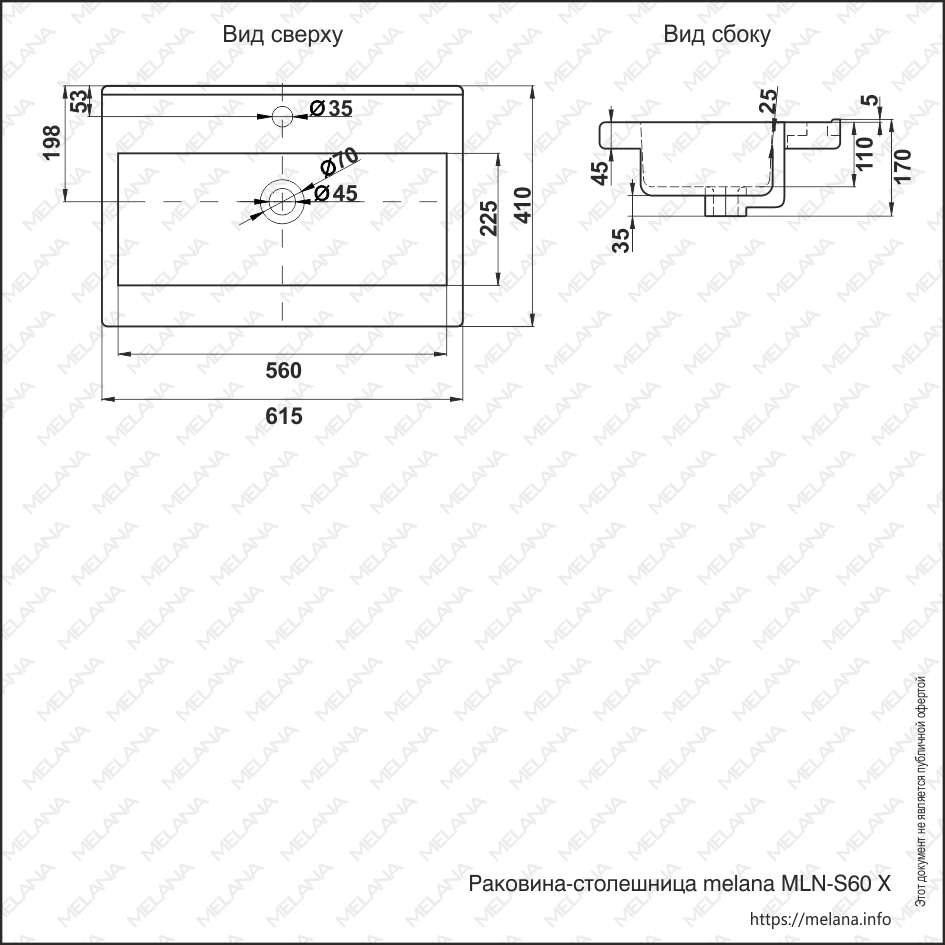 Вид сверху
Вид сбоку
53
198
Ø35
Ø70
Ø45
225
410
560
615
25
5
45
110
170
35
Этот документ не является публичной офертой
Раковина-столешница melana MLN-S60 X
https://melana.info
MELANA